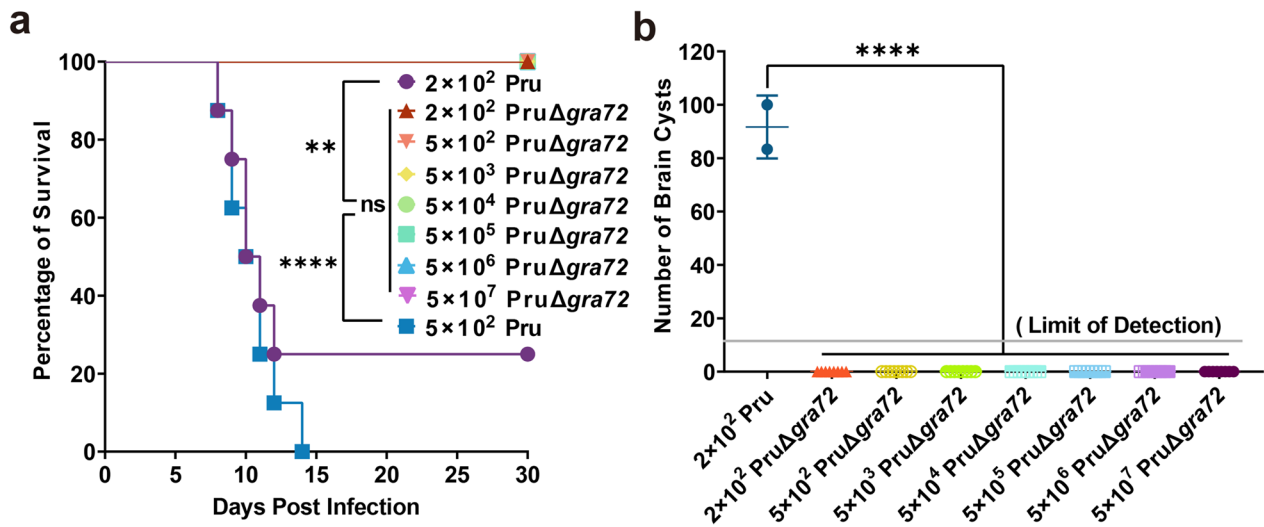 a
Percentage of Survival
100
80
60
40
20
0
0 5 10 15 20 25 30
Days Post Infection
2×10² Pru
2×10² PruΔgra72
5×10² PruΔgra72
5×10³ PruΔgra72
5×10⁴ PruΔgra72
5×10⁵ PruΔgra72
5×10⁶ PruΔgra72
5×10⁷ PruΔgra72
5×10² Pru
**
ns
****
b
Number of Brain Cysts
120
100
80
60
40
20
0
****
( Limit of Detection)
2×10² Pru
2×10² PruΔgra72
5×10² PruΔgra72
5×10³ PruΔgra72
5×10⁴ PruΔgra72
5×10⁵ PruΔgra72
5×10⁶ PruΔgra72
5×10⁷ PruΔgra72